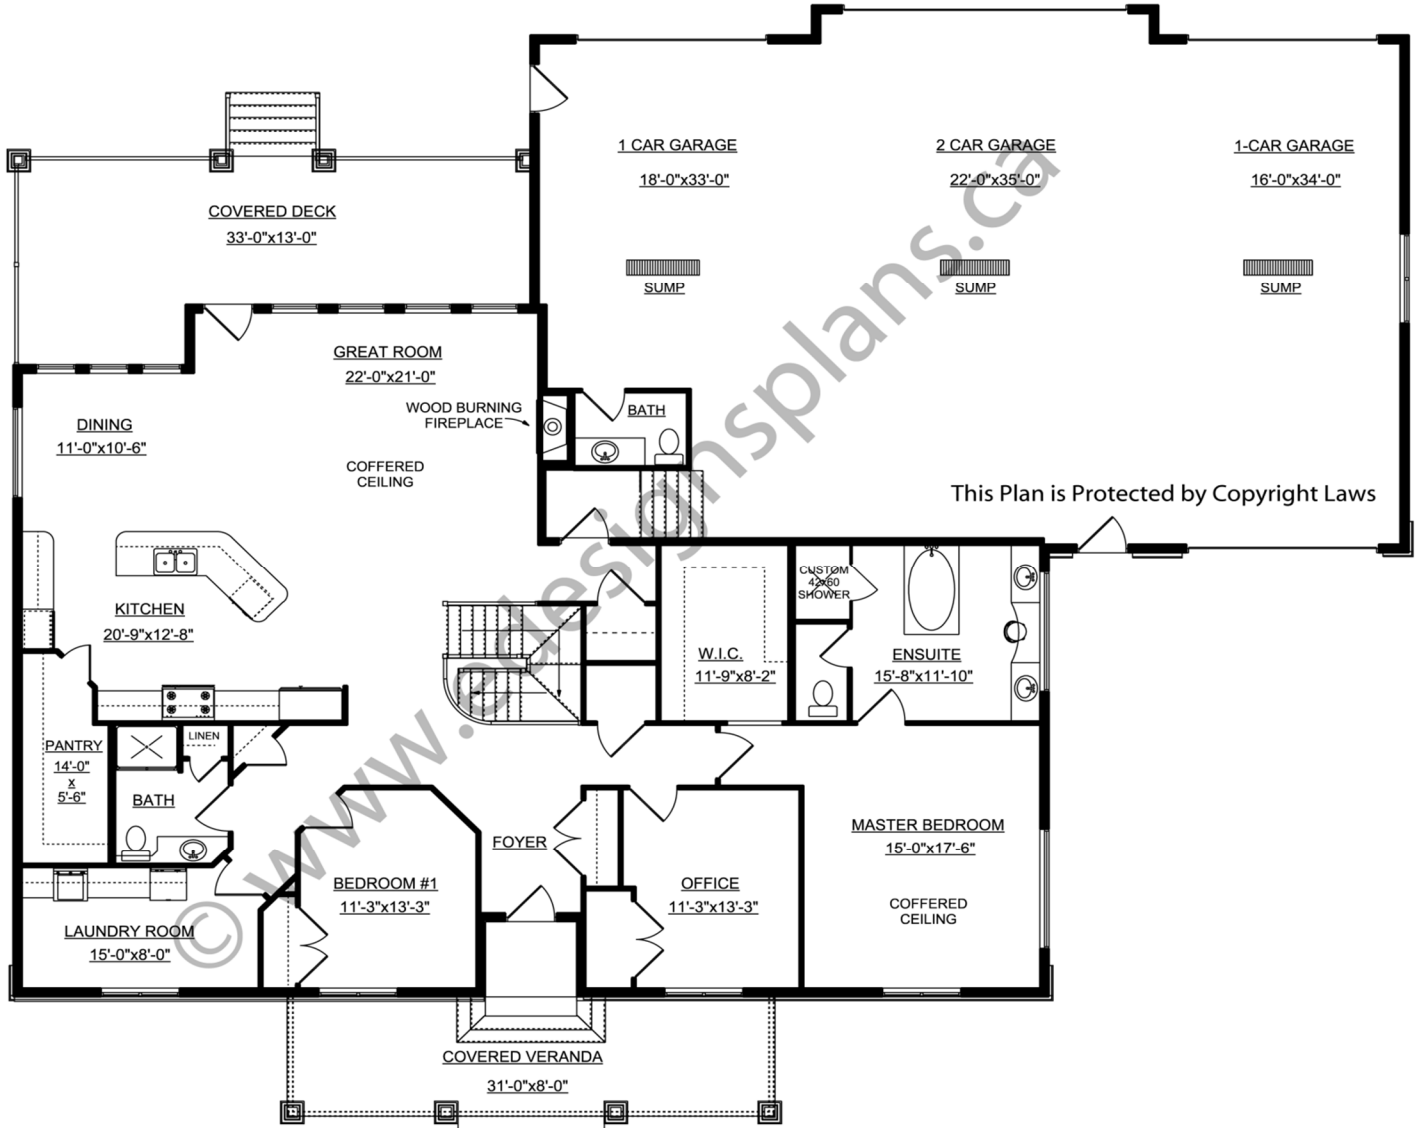 1 CAR GARAGE
18'-0"x33'-0"
2 CAR GARAGE
22'-0"x35'-0"
1-CAR GARAGE
16'-0"x34'-0"
COVERED DECK
33'-0"x13'-0"
SUMP
SUMP
SUMP
GREAT ROOM
22'-0"x21'-0"
WOOD BURNING
FIREPLACE
BATH
DINING
11'-0"x10'-6"
COFFERED
CEILING
This Plan is Protected by Copyright Laws
KITCHEN
20'-9"x12'-8"
CUSTOM
42x60
SHOWER
W.I.C.
11'-9"x8'-2"
ENSUITE
15'-8"x11'-10"
LINEN
PANTRY
14'-0"
x
5'-6"
BATH
FOYER
MASTER BEDROOM
15'-0"x17'-6"
BEDROOM #1
11'-3"x13'-3"
OFFICE
11'-3"x13'-3"
COFFERED
CEILING
LAUNDRY ROOM
15'-0"x8'-0"
COVERED VERANDA
31'-0"x8'-0"
© www.edesignsplans.ca